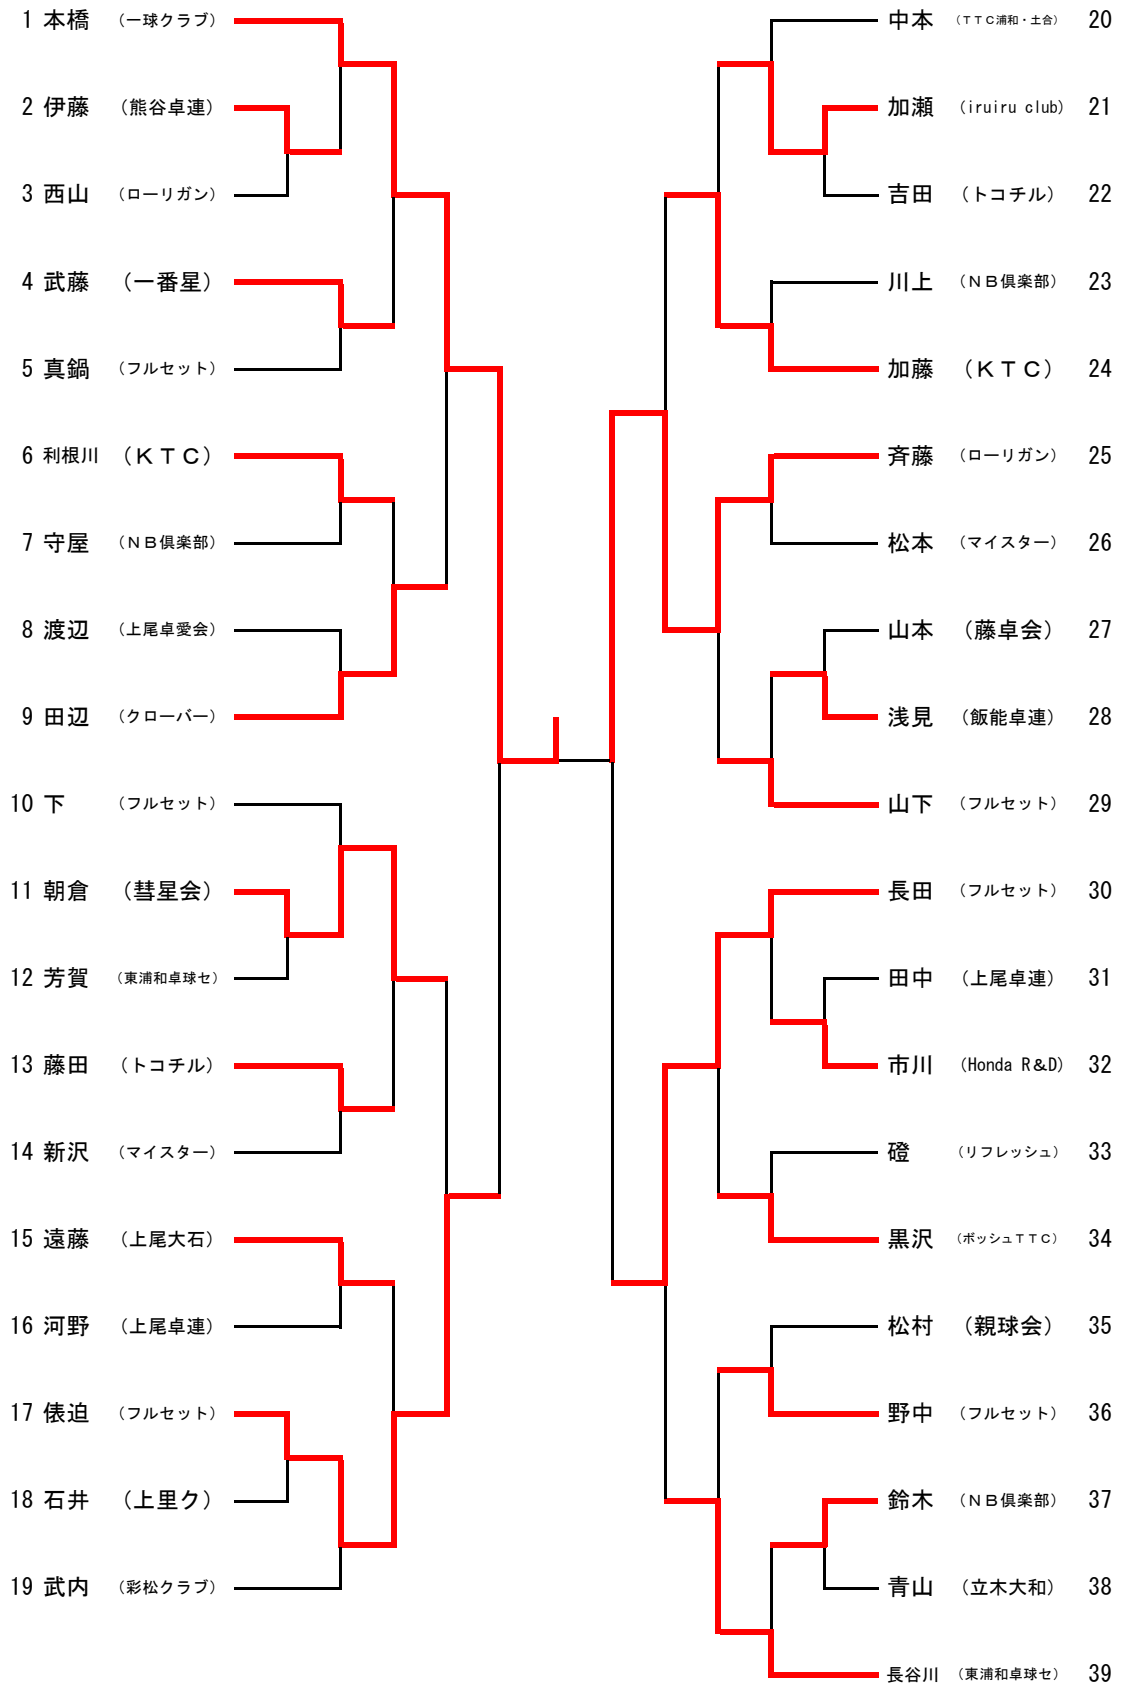 1 本橋 （一球クラブ）
2 伊藤 （熊谷卓連）
3 西山 （ローリガン）
4 武藤 （一番星）
5 真鍋 （フルセット）
6 利根川 （ＫＴＣ）
7 守屋 （ＮＢ倶楽部）
8 渡辺 （上尾卓愛会）
9 田辺 （クローバー）
10 下 （フルセット）
11 朝倉 （彗星会）
12 芳賀 （東浦和卓球セ）
13 藤田 （トコチル）
14 新沢 （マイスター）
15 遠藤 （上尾大石）
16 河野 （上尾卓連）
17 俵迫 （フルセット）
18 石井 （上里ク）
19 武内 （彩松クラブ）
中本 （ＴＴＣ浦和・土合） 20
加瀬 （iruiru club) 21
吉田 （トコチル） 22
川上 （ＮＢ倶楽部） 23
加藤 （ＫＴＣ） 24
斉藤 （ローリガン） 25
松本 （マイスター） 26
山本 （藤卓会） 27
浅見 （飯能卓連） 28
山下 （フルセット） 29
長田 （フルセット） 30
田中 （上尾卓連） 31
市川 （Honda R&D) 32
磴 （リフレッシュ） 33
黒沢 （ボッシュＴＴＣ） 34
松村 （親球会） 35
野中 （フルセット） 36
鈴木 （ＮＢ倶楽部） 37
青山 （立木大和） 38
長谷川 （東浦和卓球セ） 39